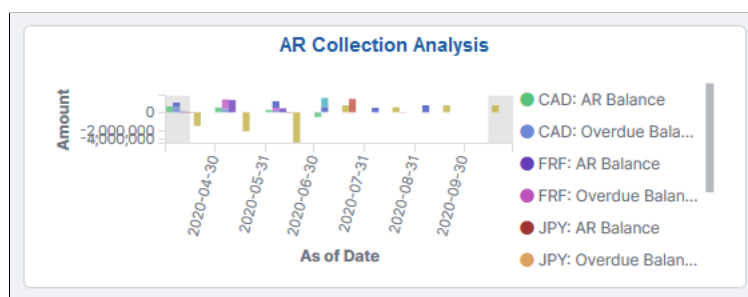 AR Collection Analysis
Amount
0
-2,000,000
-4,000,000
2020-04-30
2020-05-31
2020-06-30
2020-07-31
2020-08-31
2020-09-30
As of Date
CAD: AR Balance
CAD: Overdue Bala...
FRF: AR Balance
FRF: Overdue Balan...
JPY: AR Balance
JPY: Overdue Balan...